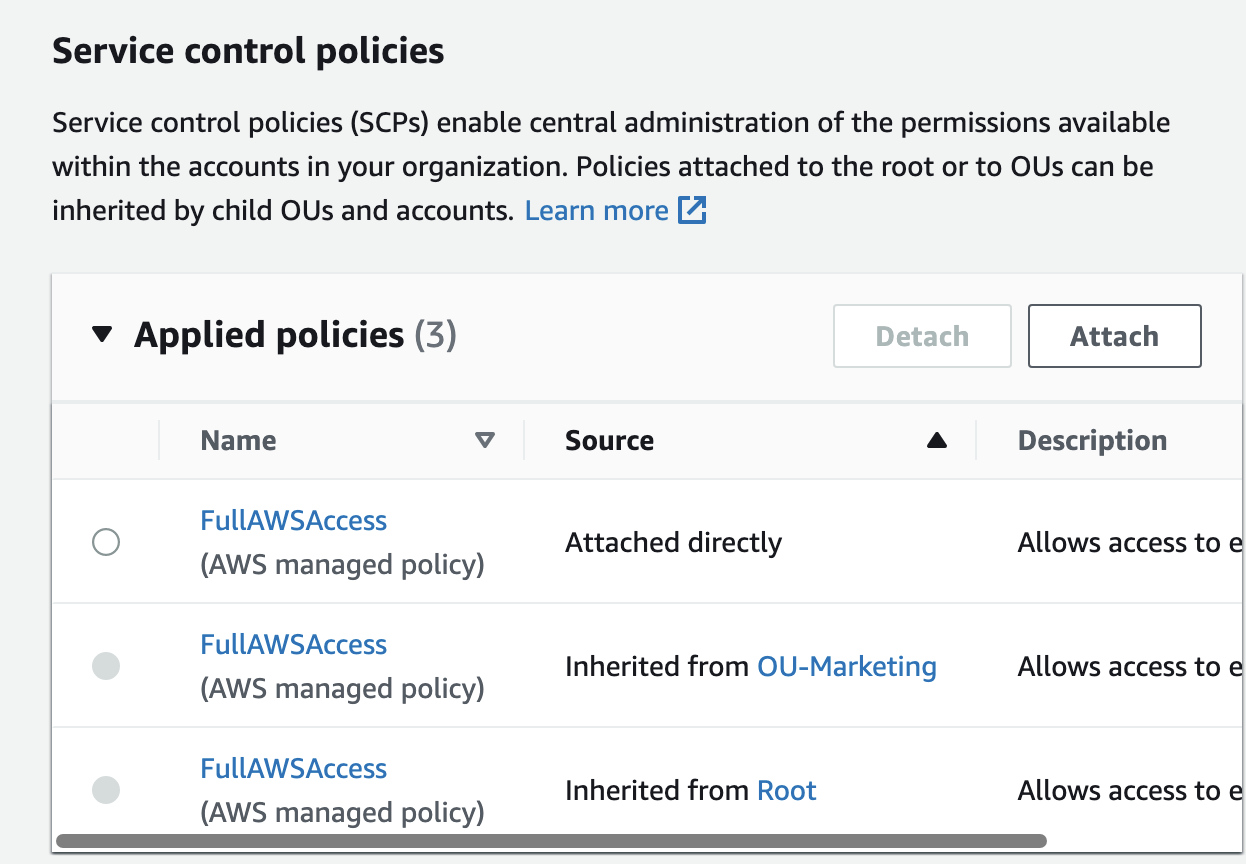 Service control policies
Service control policies (SCPs) enable central administration of the permissions available
within the accounts in your organization. Policies attached to the root or to OUs can be
inherited by child OUs and accounts. Learn more
Applied policies (3)
Detach
Attach
Name
Source
Description
FullAWSAccess
(AWS managed policy)
Attached directly
Allows access to e
FullAWSAccess
(AWS managed policy)
Inherited from OU-Marketing
Allows access to e
FullAWSAccess
(AWS managed policy)
Inherited from Root
Allows access to e